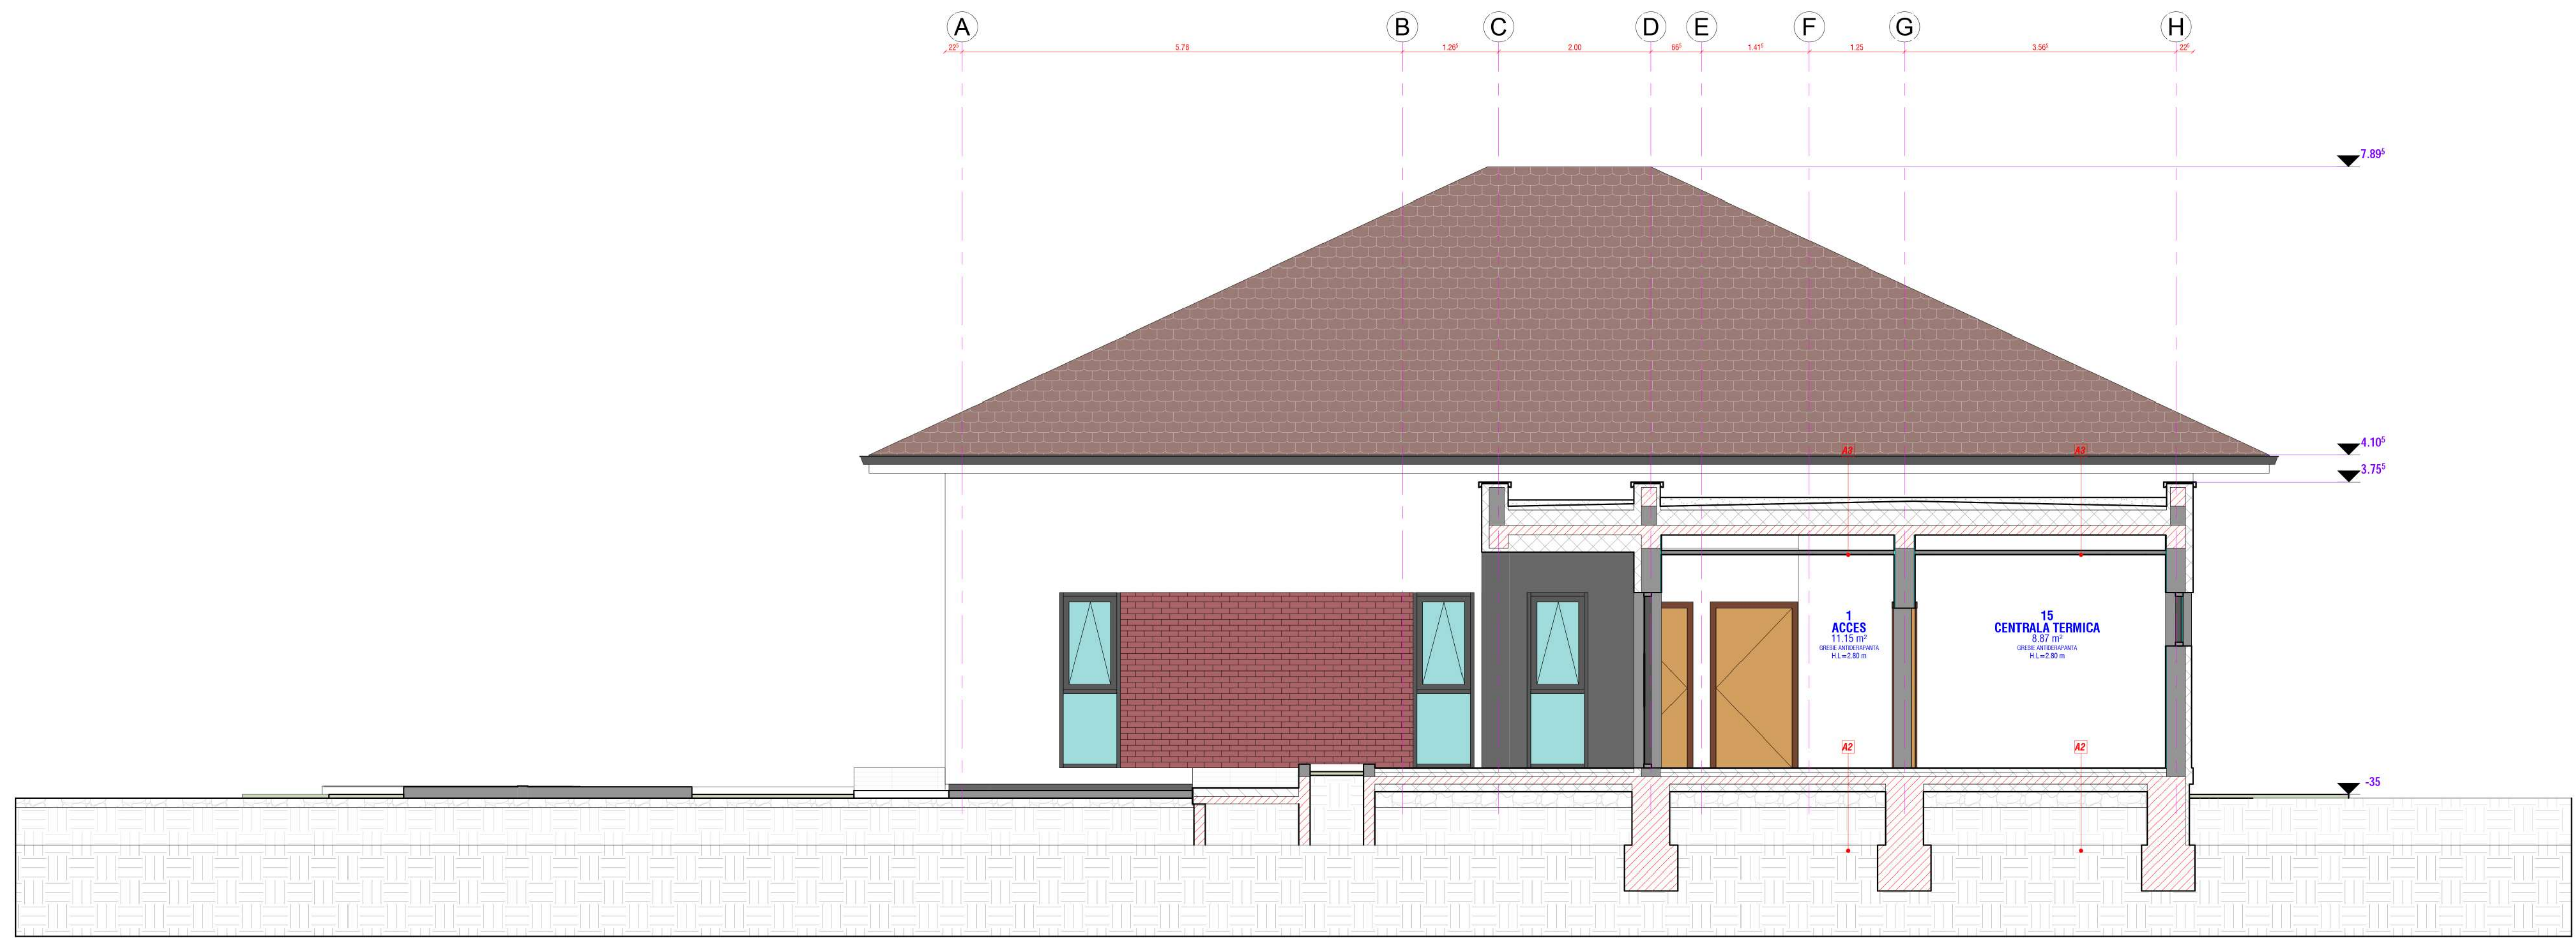 A B C D E F G H
22⁵ 5.78 1.26⁵ 2.00 66⁵ 1.41⁵ 1.25 3.56⁵ 22⁵
7.89⁵
4.10⁵
A3 A3
3.75⁵
1
ACCES
11.15 m²
GRESIE ANTIDERAPANTA
H.L=2.80 m
15
CENTRALA TERMICA
8.87 m²
GRESIE ANTIDERAPANTA
H.L=2.80 m
A2 A2
-35